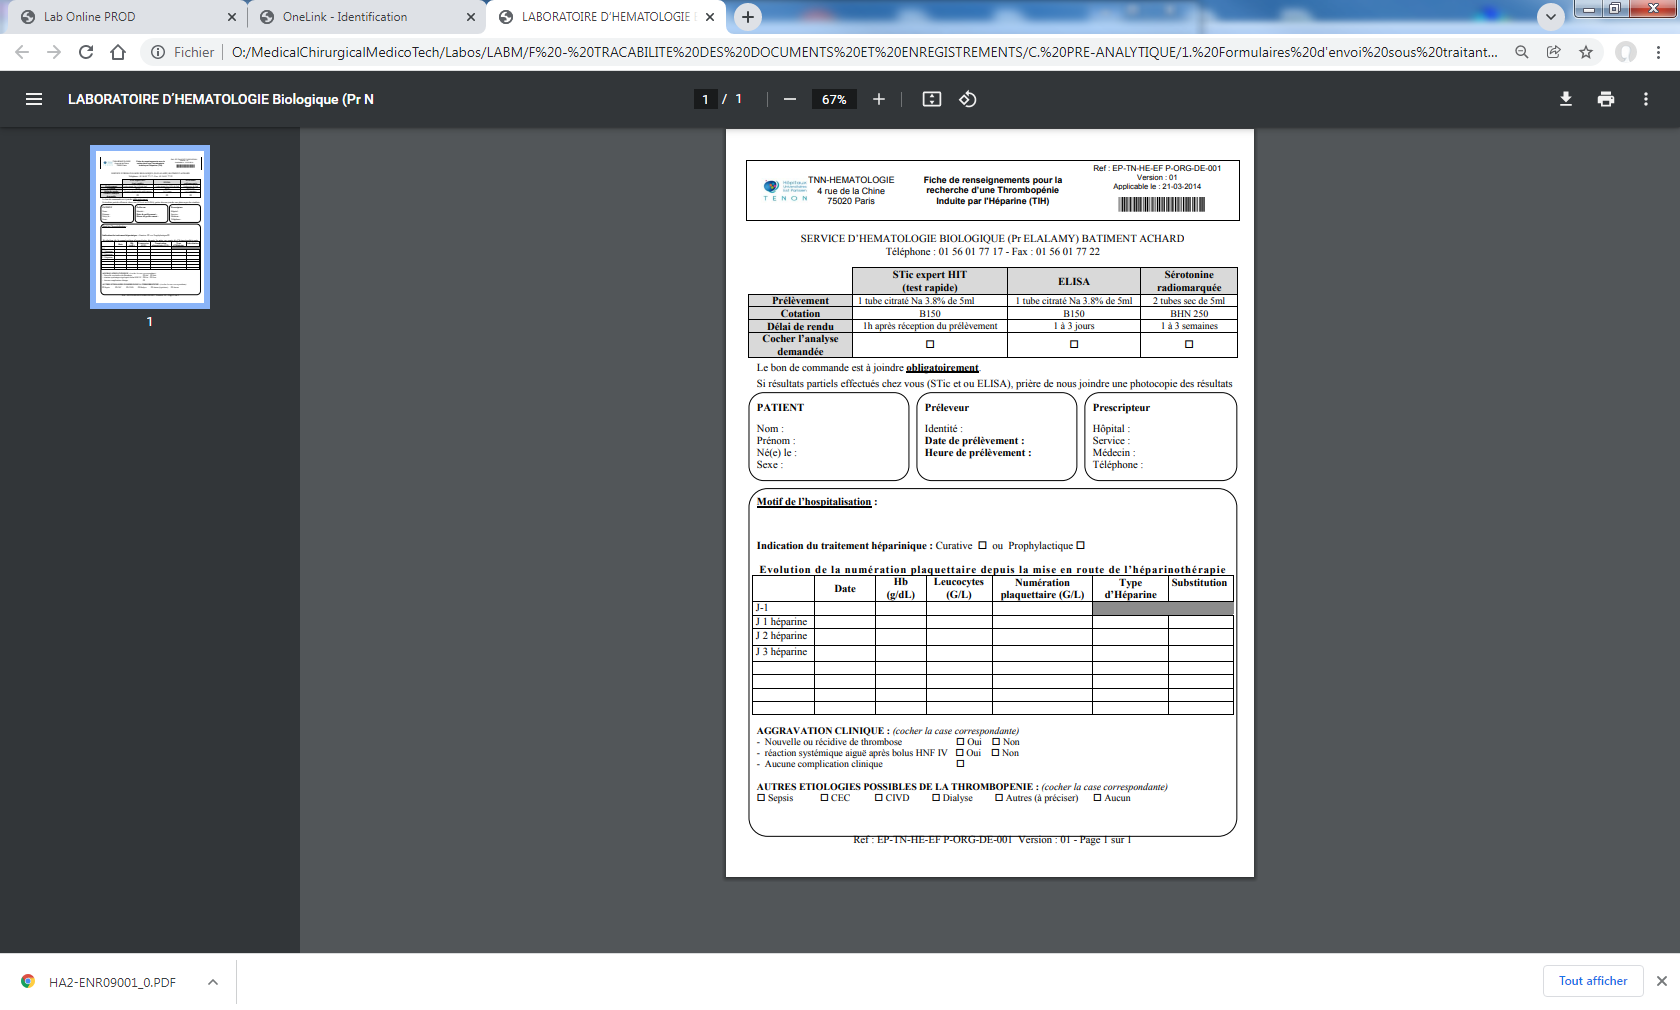 Lab Online PROD
OneLink - Identification
LABORATOIRE D'HEMATOLOGIE
Fichier
O:/MedicalChirurgicalMedicoTech/Labos/LABM/F%20-%20TRACABILITE%20DES%20DOCUMENTS%20ET%20ENREGISTREMENTS/C.%20PRE-ANALYTIQUE/1.%20Formulaires%20d'envoi%20sous%20traitant...
LABORATOIRE D'HEMATOLOGIE Biologique (Pr N
1 / 1
67%
1
Hôpitaux Universitaires Est Parisien
TENON
TNN-HEMATOLOGIE
4 rue de la Chine
75020 Paris
Fiche de renseignements pour la
recherche d'une Thrombopénie
Induite par l'Héparine (TIH)
Ref : EP-TN-HE-EF P-ORG-DE-001
Version : 01
Applicable le : 21-03-2014
SERVICE D'HEMATOLOGIE BIOLOGIQUE (Pr ELALAMY) BATIMENT ACHARD
Téléphone : 01 56 01 77 17 - Fax : 01 56 01 77 22
STic expert HIT (test rapide) ELISA Sérotonine radiomarquée
Prélèvement 1 tube citraté Na 3.8% de 5ml 1 tube citraté Na 3.8% de 5ml 2 tubes sec de 5ml
Cotation B150 B150 BHN 250
Délai de rendu 1h après réception du prélèvement 1 à 3 jours 1 à 3 semaines
Cocher l'analyse demandée
Le bon de commande est à joindre obligatoirement.
Si résultats partiels effectués chez vous (STic et ou ELISA), prière de nous joindre une photocopie des résultats
PATIENT
Nom :
Prénom :
Né(e) le :
Sexe :
Préleveur
Identité :
Date de prélèvement :
Heure de prélèvement :
Prescripteur
Hôpital :
Service :
Médecin :
Téléphone :
Motif de l'hospitalisation :
Indication du traitement héparinique : Curative ☐ ou Prophylactique ☐
Evolution de la numération plaquettaire depuis la mise en route de l'héparinothérapie
Date Hb (g/dL) Leucocytes (G/L) Numération plaquettaire (G/L) Type d'Héparine Substitution
J-1
J 1 héparine
J 2 héparine
J 3 héparine
AGGRAVATION CLINIQUE : (cocher la case correspondante)
- Nouvelle ou récidive de thrombose ☐ Oui ☐ Non
- réaction systémique aiguë après bolus HNF IV ☐ Oui ☐ Non
- Aucune complication clinique ☐
AUTRES ETIOLOGIES POSSIBLES DE LA THROMBOPENIE : (cocher la case correspondante)
☐ Sepsis ☐ CEC ☐ CIVD ☐ Dialyse ☐ Autres (à préciser) ☐ Aucun
Ref : EP-TN-HE-EF P-ORG-DE-001 Version : 01 - Page 1 sur 1
HA2-ENR09001_0.PDF
Tout afficher